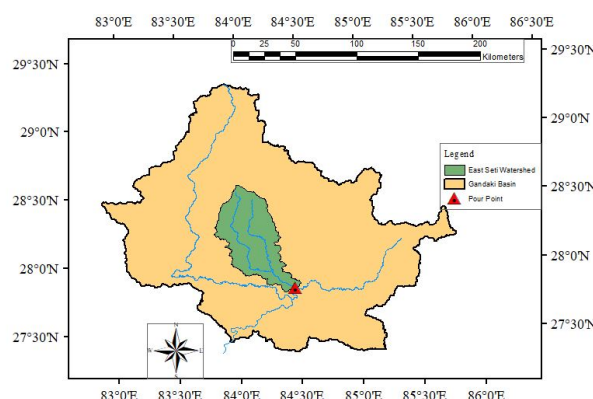 83°0'E 83°30'E 84°0'E 84°30'E 85°0'E 85°30'E 86°0'E 86°30'E
0 25 50 100 150 200
Kilometers
29°30'N 29°30'N
29°0'N 29°0'N
Legend
East Seti Watershed
Gandaki Basin
Pour Point
28°30'N 28°30'N
28°0'N 28°0'N
27°30'N 27°30'N
N
W E
S
83°0'E 83°30'E 84°0'E 84°30'E 85°0'E 85°30'E 86°0'E